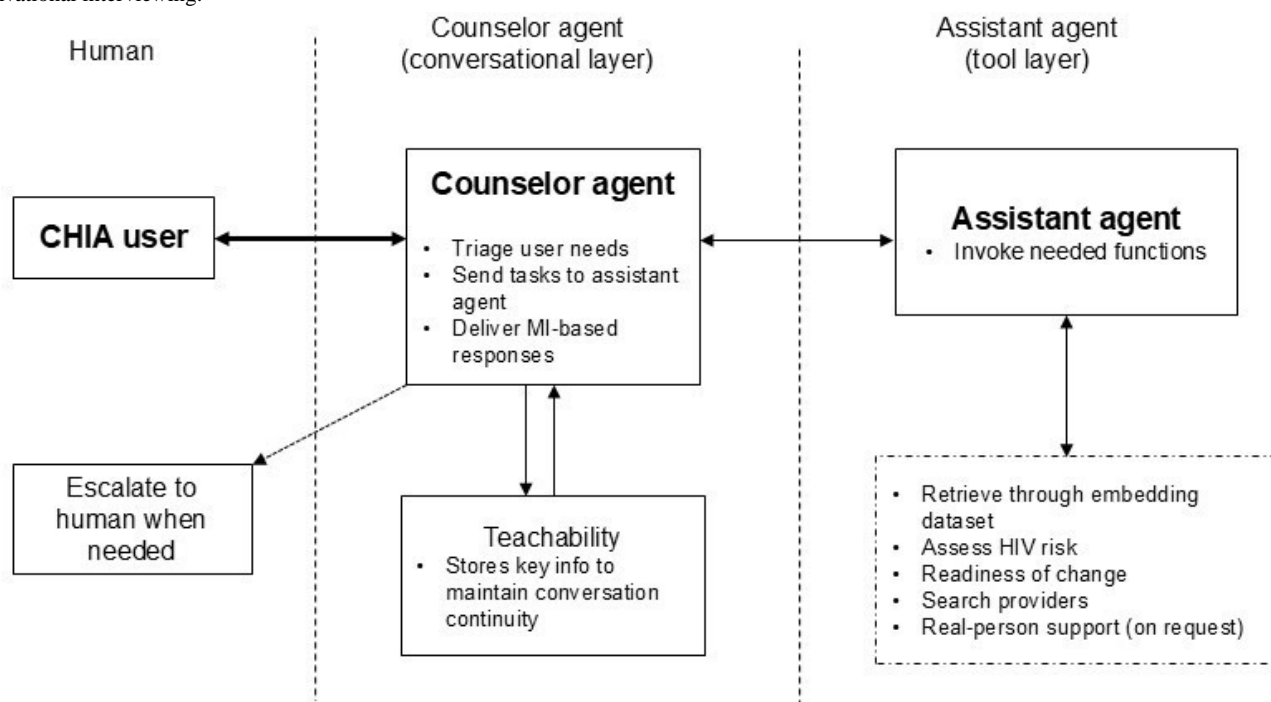 Human
Counselor agent
(conversational layer)
Assistant agent
(tool layer)
CHIA user
Counselor agent
• Triage user needs
• Send tasks to assistant
agent
• Deliver MI-based
responses
Assistant agent
• Invoke needed functions
Escalate to
human when
needed
Teachability
• Stores key info to
maintain conversation
continuity
• Retrieve through embedding
dataset
• Assess HIV risk
• Readiness of change
• Search providers
• Real-person support (on request)